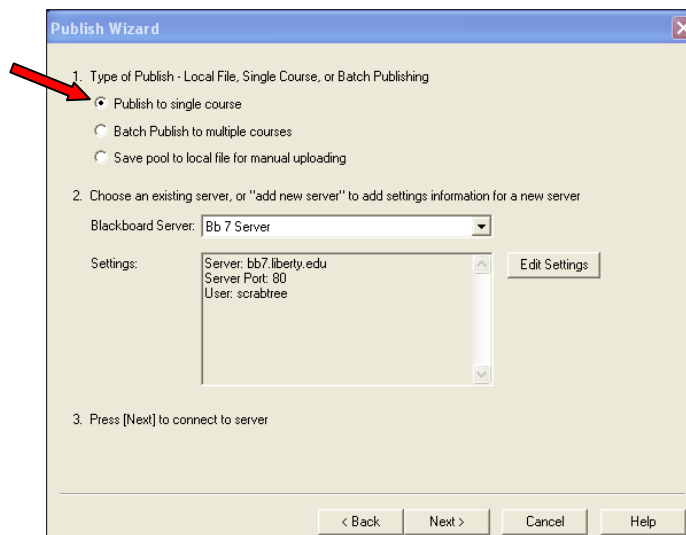 Publish Wizard
1. Type of Publish - Local File, Single Course, or Batch Publishing
Publish to single course
Batch Publish to multiple courses
Save pool to local file for manual uploading
2. Choose an existing server, or "add new server" to add settings information for a new server
Blackboard Server: Bb 7 Server
Settings:
Server: bb7.liberty.edu
Server Port: 80
User: scrabtree
Edit Settings
3. Press [Next] to connect to server
< Back Next > Cancel Help